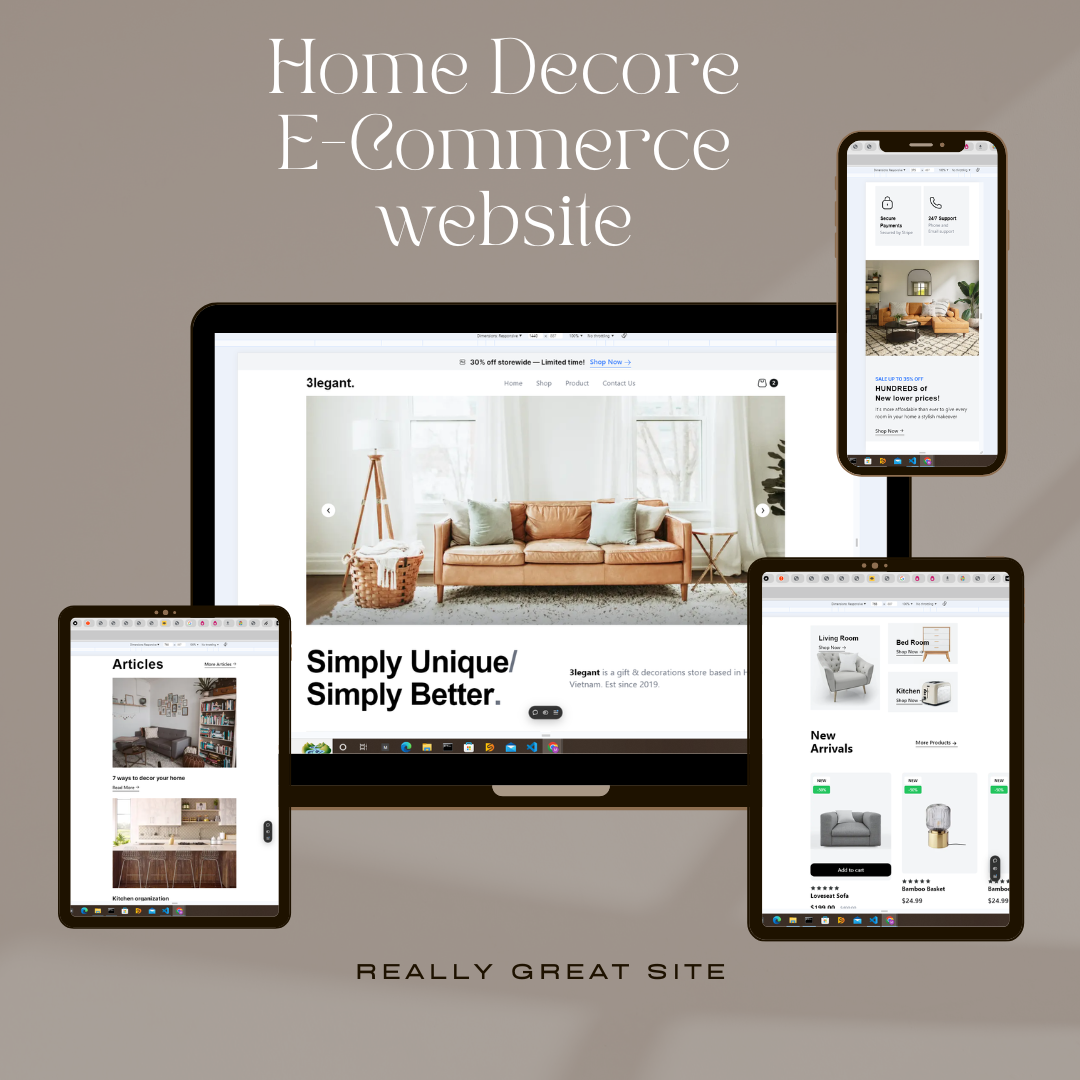 Home Decore
E-Commerce
website
Secure
Payments
Secured by Stripe
24/7 Support
Phone and
Email support
SALE UP TO 35% OFF
HUNDREDS of
New lower prices!
It's more affordable than ever to give every
room in your home a stylish makeover
Shop Now →
Dimensions: Responsive
100%
No throttling
30% off storewide — Limited time! Shop Now →
3legant. Home Shop Product Contact Us 2
Simply Unique/
Simply Better.
3legant is a gift & decorations store based in H
Vietnam. Est since 2019.
Articles
More Articles →
7 ways to decor your home
Read More →
Kitchen organization
Living Room
Shop Now →
Bed Room
Shop Now →
Kitchen
Shop Now →
New
Arrivals
More Products →
NEW
-50%
NEW
-50%
NEW
-50%
Add to cart
Loveseat Sofa
$199.00
Bamboo Basket
$24.99
Bamboo
$24.99
REALLY GREAT SITE